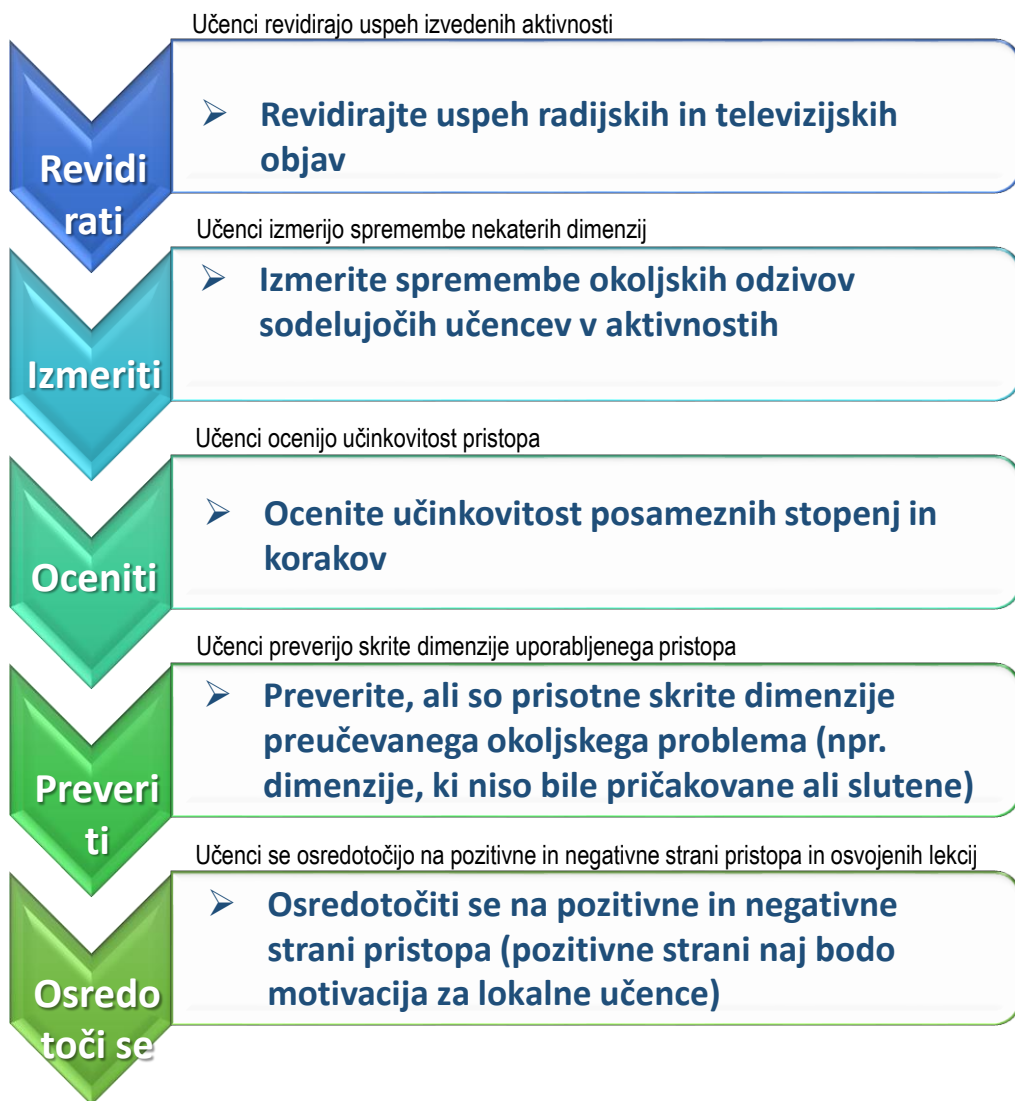 Učenci revidirajo uspeh izvedenih aktivnosti
Revidi
rati
➢ Revidirajte uspeh radijskih in televizijskih
objav
Učenci izmerijo spremembe nekaterih dimenzij
Izmeriti
➢ Izmerite spremembe okoljskih odzivov
sodelujočih učencev v aktivnostih
Učenci ocenijo učinkovitost pristopa
Oceniti
➢ Ocenite učinkovitost posameznih stopenj in
korakov
Učenci preverijo skrite dimenzije uporabljenega pristopa
Preveri
ti
➢ Preverite, ali so prisotne skrite dimenzije
preučevanega okoljskega problema (npr.
dimenzije, ki niso bile pričakovane ali slutene)
Učenci se osredotočijo na pozitivne in negativne strani pristopa in osvojenih lekcij
Osredo
toči se
➢ Osredotočiti se na pozitivne in negativne
strani pristopa (pozitivne strani naj bodo
motivacija za lokalne učence)